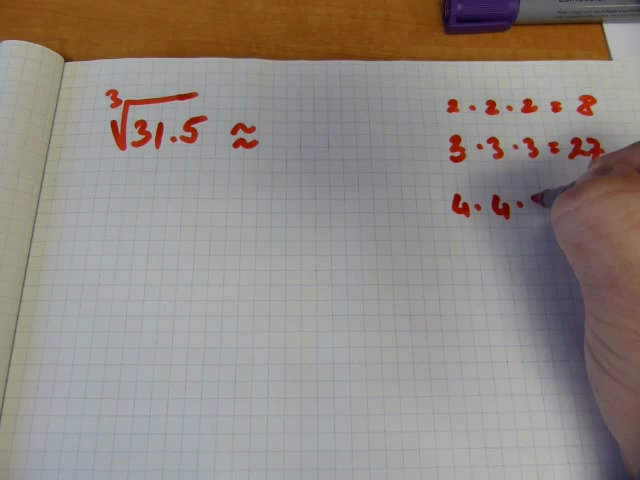 ∛31.5 ≈
2 · 2 · 2 = 8
3 · 3 · 3 = 27
4 · 4 ·